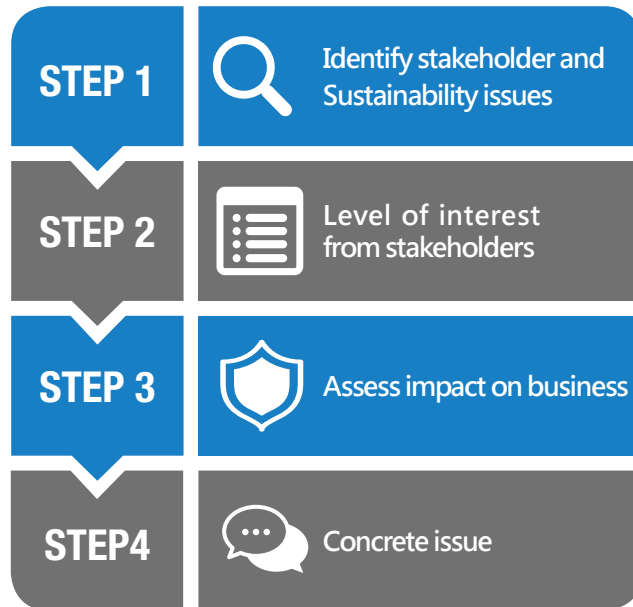 STEP 1
Identify stakeholder and
Sustainability issues
STEP 2
Level of interest
from stakeholders
STEP 3
Assess impact on business
STEP4
Concrete issue